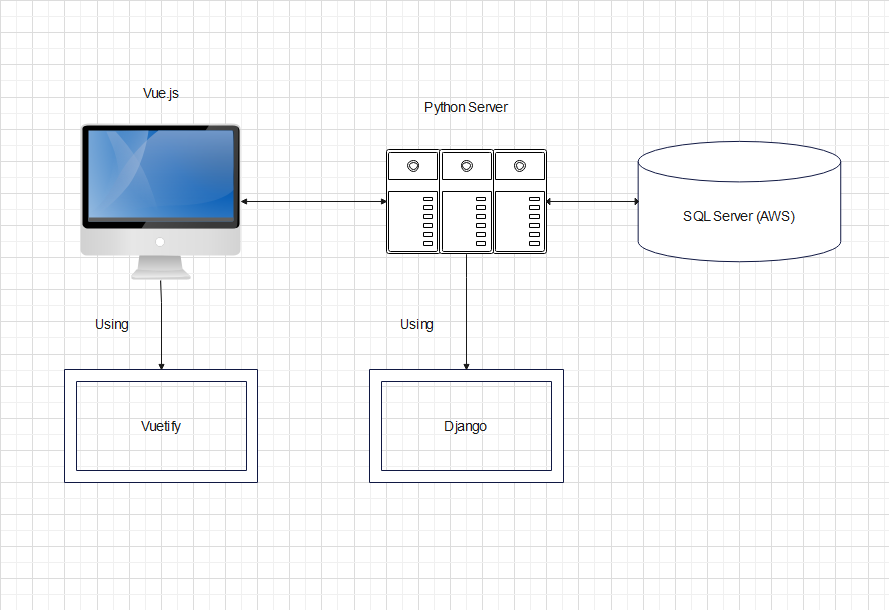 Vue.js
Python Server
SQL Server (AWS)
Using
Using
Vuetify
Django